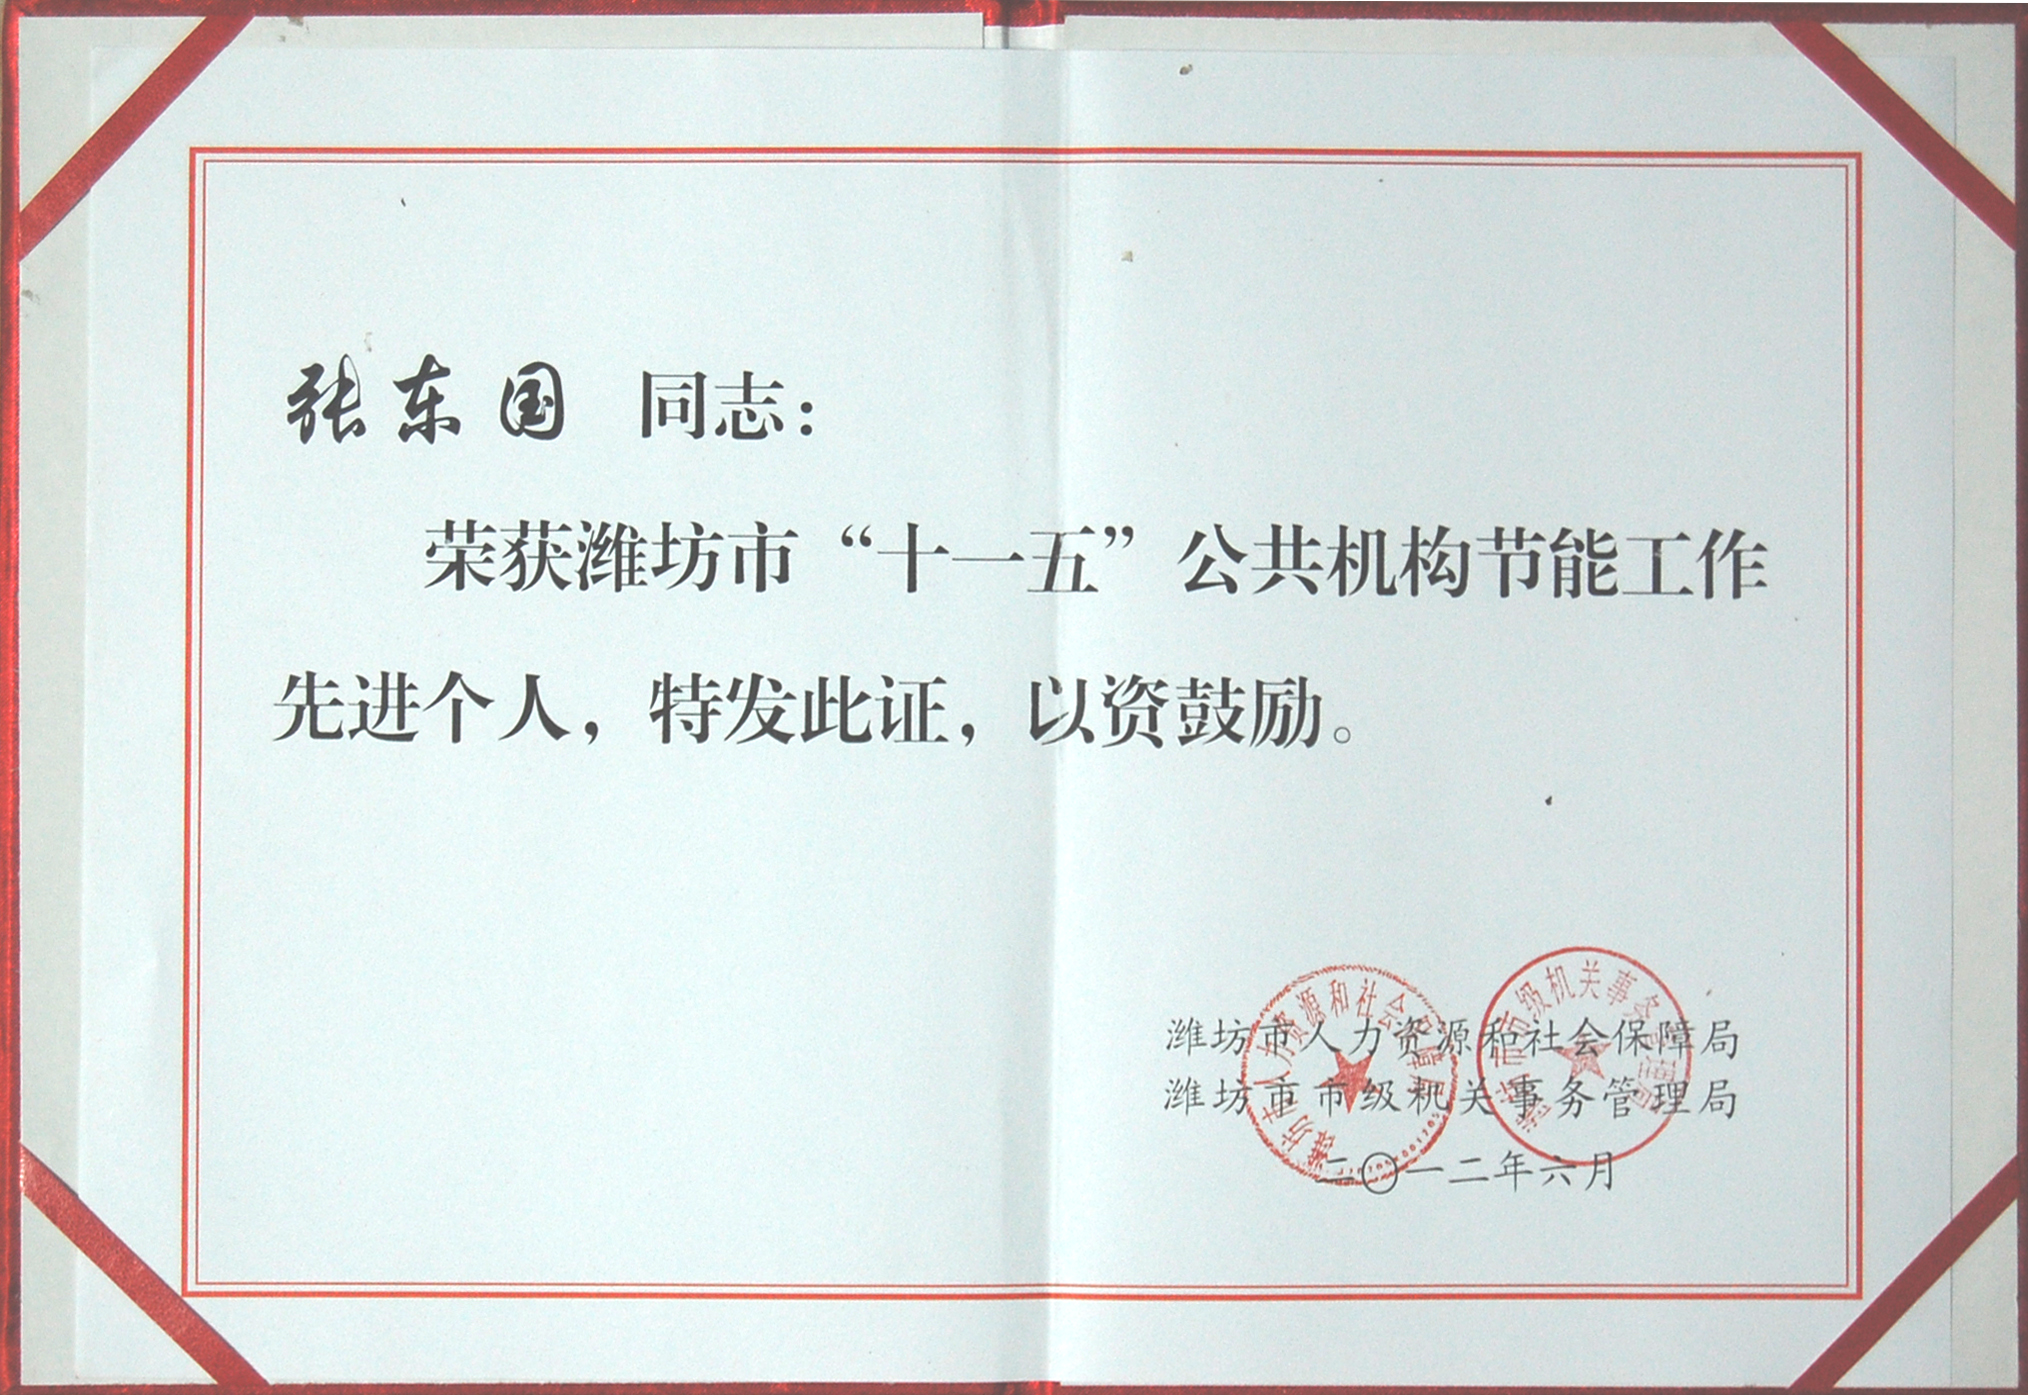 张东国 同志：
荣获潍坊市“十一五”公共机构节能工作
先进个人，特发此证，以资鼓励。
潍坊市人力资源和社会保障局
潍坊市市级机关事务管理局
二〇一二年六月